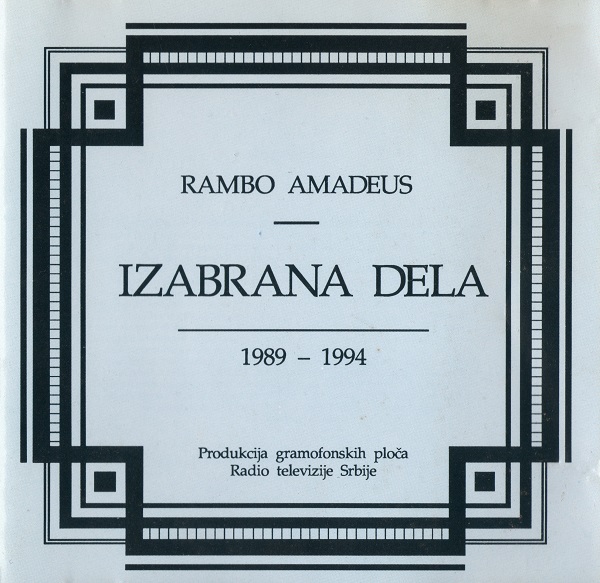 RAMBO AMADEUS
IZABRANA DELA
1989 – 1994
Produkcija gramofonskih ploča
Radio televizije Srbije